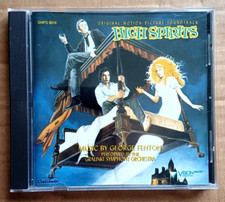 ORIGINAL MOTION PICTURE SOUNDTRACK
HIGH SPIRITS
MUSIC BY GEORGE FENTON
PERFORMED BY THE
GRAUNKE SYMPHONY ORCHESTRA